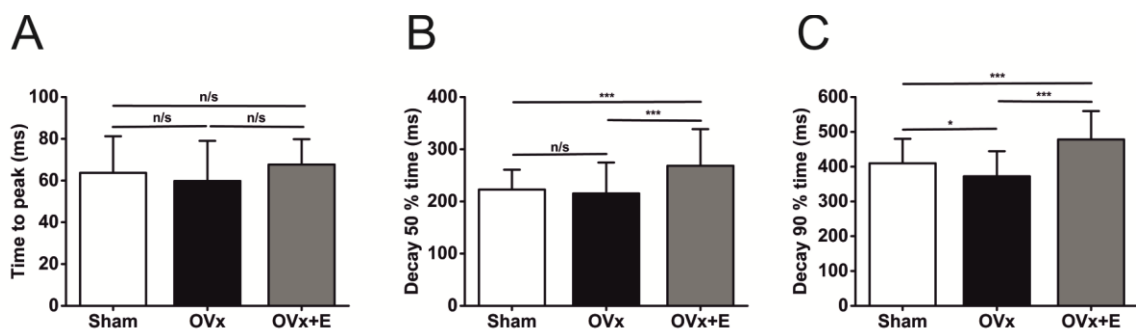 A
Time to peak (ms)
100
80
60
40
20
0
n/s
n/s
n/s
Sham
OVx
OVx+E
B
Decay 50 % time (ms)
400
300
200
100
0
***
***
n/s
Sham
OVx
OVx+E
C
Decay 90 % time (ms)
600
500
400
300
200
100
0
***
***
*
Sham
OVx
OVx+E